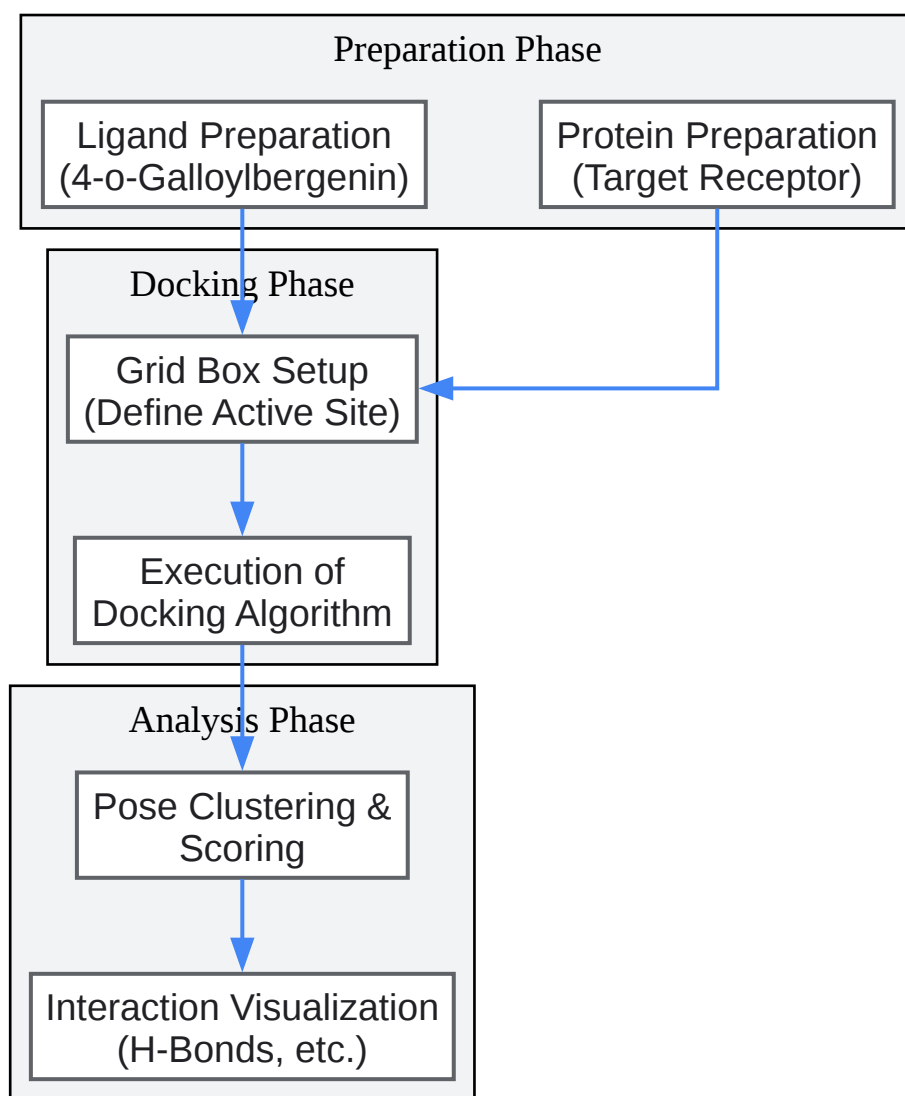 Preparation Phase
Ligand Preparation
(4-o-Galloylbergenin)
Protein Preparation
(Target Receptor)
Docking Phase
Grid Box Setup
(Define Active Site)
Execution of
Docking Algorithm
Analysis Phase
Pose Clustering &
Scoring
Interaction Visualization
(H-Bonds, etc.)